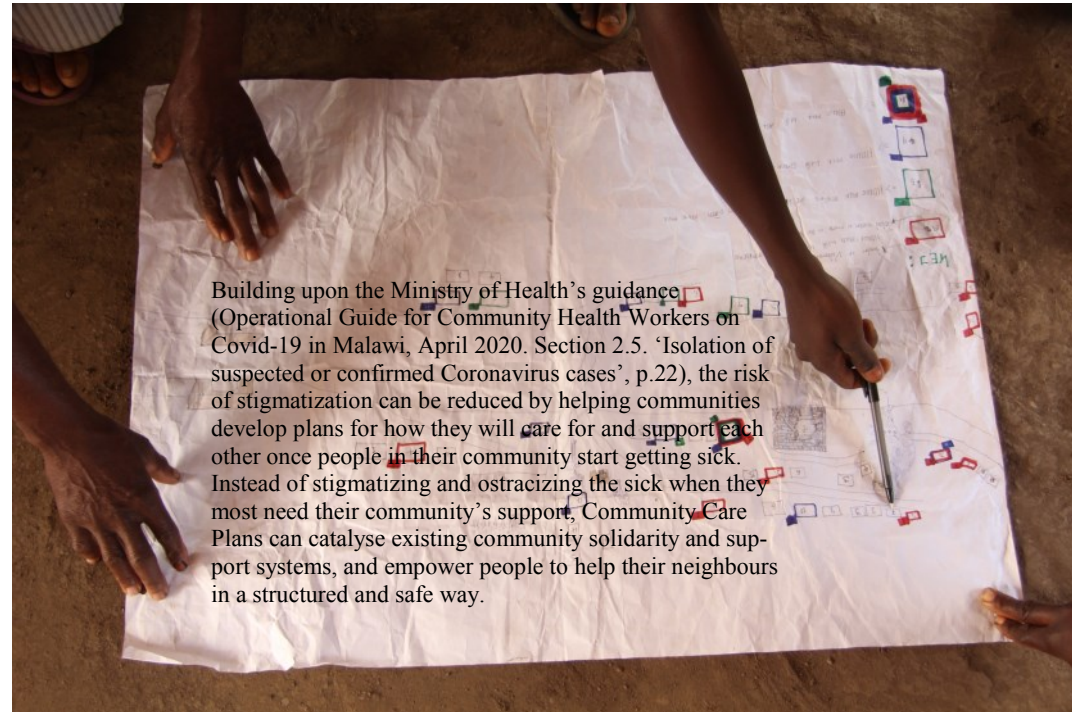 Building upon the Ministry of Health’s guidance
(Operational Guide for Community Health Workers on
Covid-19 in Malawi, April 2020. Section 2.5. ‘Isolation of
suspected or confirmed Coronavirus cases’, p.22), the risk
of stigmatization can be reduced by helping communities
develop plans for how they will care for and support each
other once people in their community start getting sick.
Instead of stigmatizing and ostracizing the sick when they
most need their community’s support, Community Care
Plans can catalyse existing community solidarity and sup-
port systems, and empower people to help their neighbours
in a structured and safe way.
KEY: